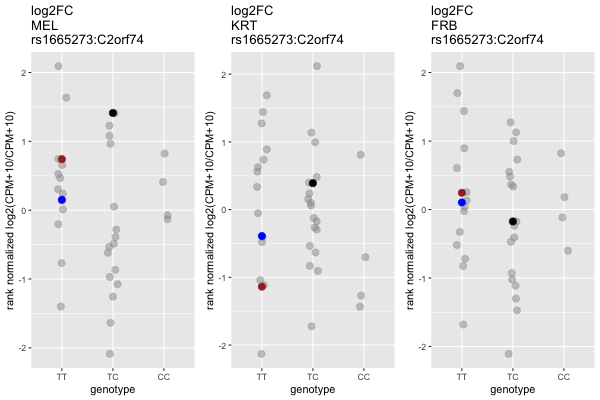 log2FC
MEL
rs1665273:C2orf74
rank normalized log2(CPM+10/CPM+10)
2
1
0
-1
-2
TT TC CC
genotype
log2FC
KRT
rs1665273:C2orf74
rank normalized log2(CPM+10/CPM+10)
2
1
0
-1
-2
TT TC CC
genotype
log2FC
FRB
rs1665273:C2orf74
rank normalized log2(CPM+10/CPM+10)
2
1
0
-1
-2
TT TC CC
genotype